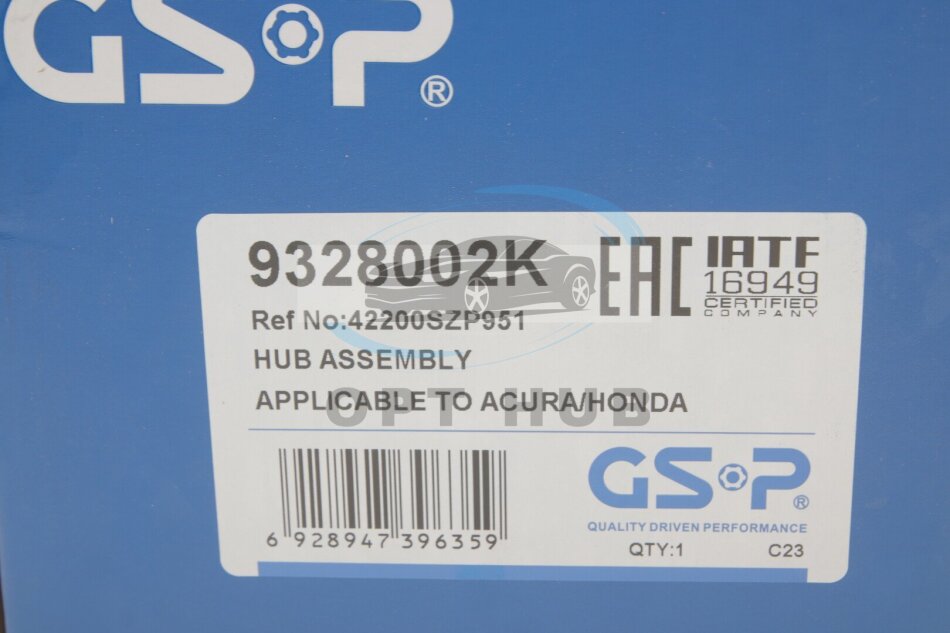 GSP®
9328002K
EAC
IATF
16949
CERTIFIED
COMPANY
Ref No:42200SZP951
HUB ASSEMBLY
OPT HUB
APPLICABLE TO ACURA/HONDA
6 928947 396359
GSP®
QUALITY DRIVEN PERFORMANCE
QTY:1 C23